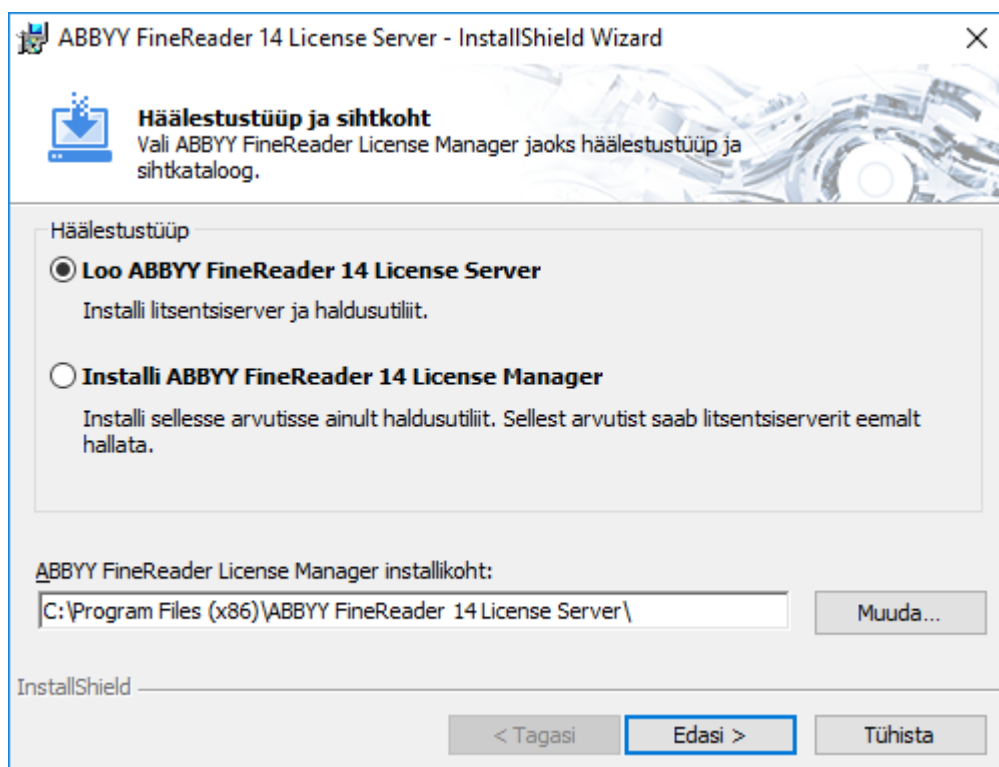 ABBYY FineReader 14 License Server - InstallShield Wizard
Häälestustüüp ja sihtkoht
Vali ABBYY FineReader License Manager jaoks häälestustüüp ja
sihtkataloog.
Häälestustüüp
Loo ABBYY FineReader 14 License Server
Installi litsentsiserver ja haldusutiliit.
Installi ABBYY FineReader 14 License Manager
Installi sellesse arvutisse ainult haldusutiliit. Sellest arvutist saab litsentsiserverit eemalt
hallata.
ABBYY FineReader License Manager installikoht:
C:\Program Files (x86)\ABBYY FineReader 14 License Server\
Muuda...
InstallShield
< Tagasi
Edasi >
Tühista